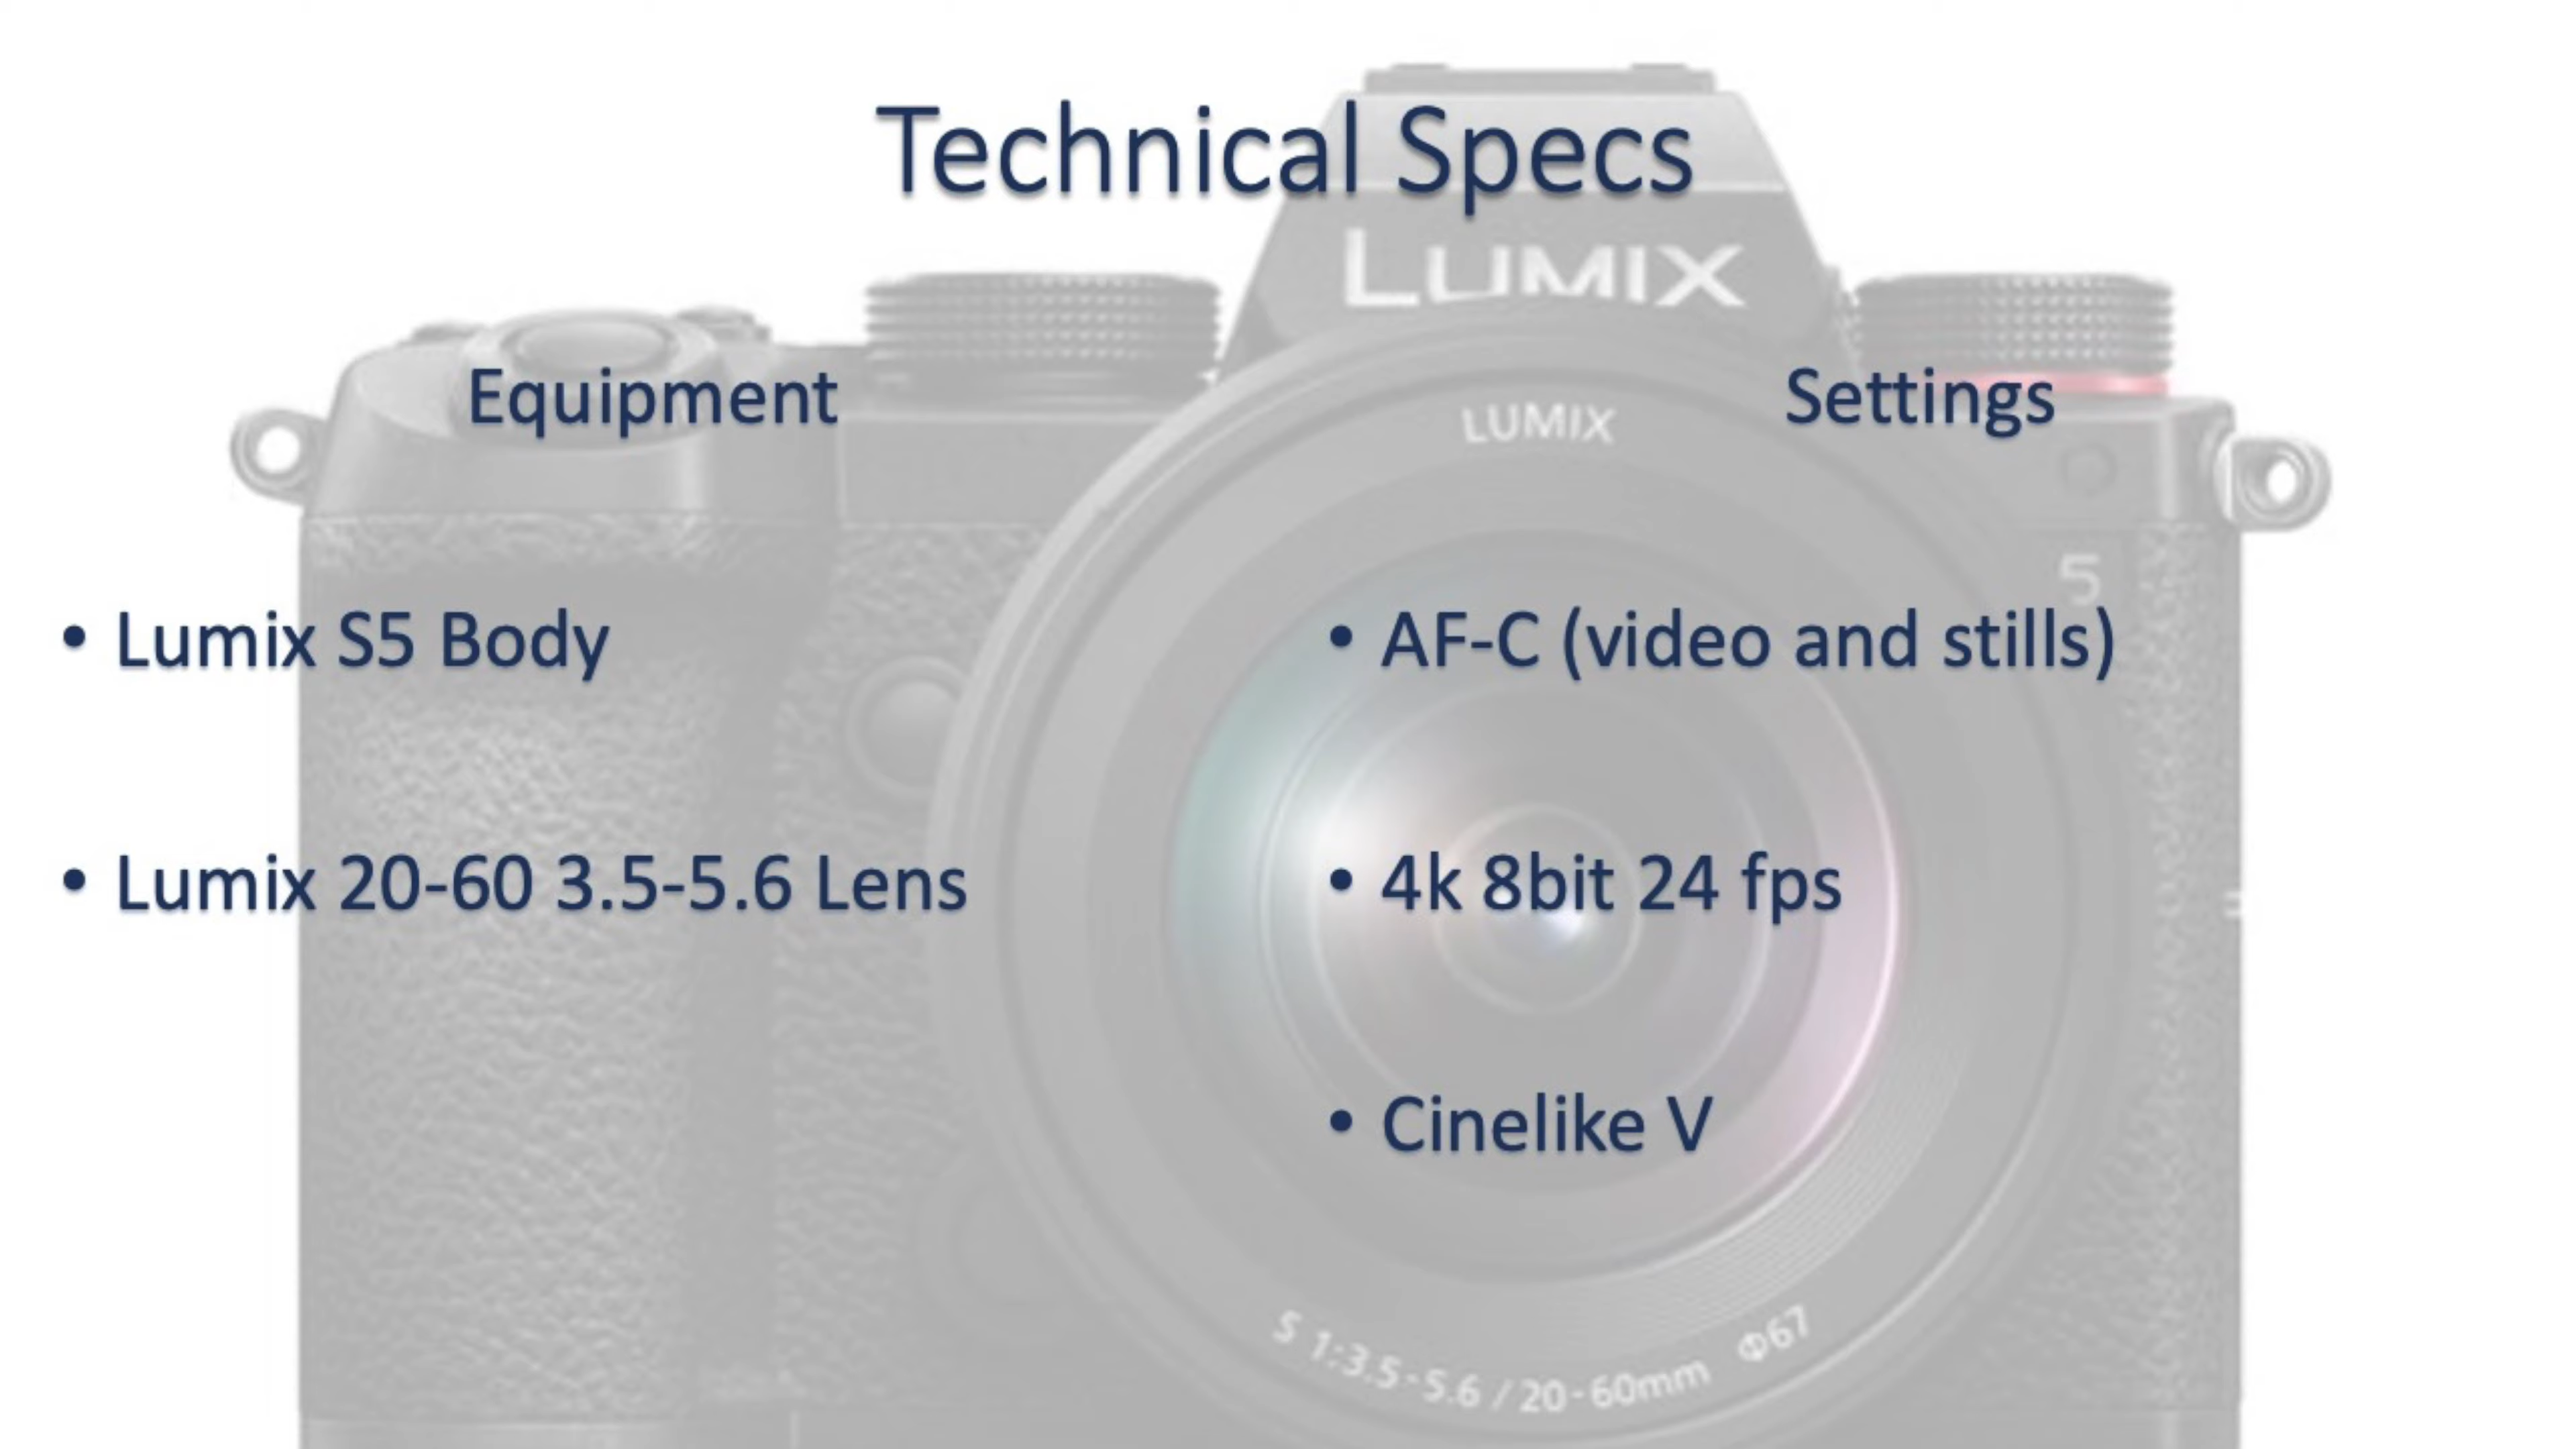 Technical Specs
LUMIX
Equipment
Settings
LUMIX
5
• Lumix S5 Body
• AF-C (video and stills)
• Lumix 20-60 3.5-5.6 Lens
• 4k 8bit 24 fps
• Cinelike V
S 1:3.5-5.6 / 20-60mm Φ67